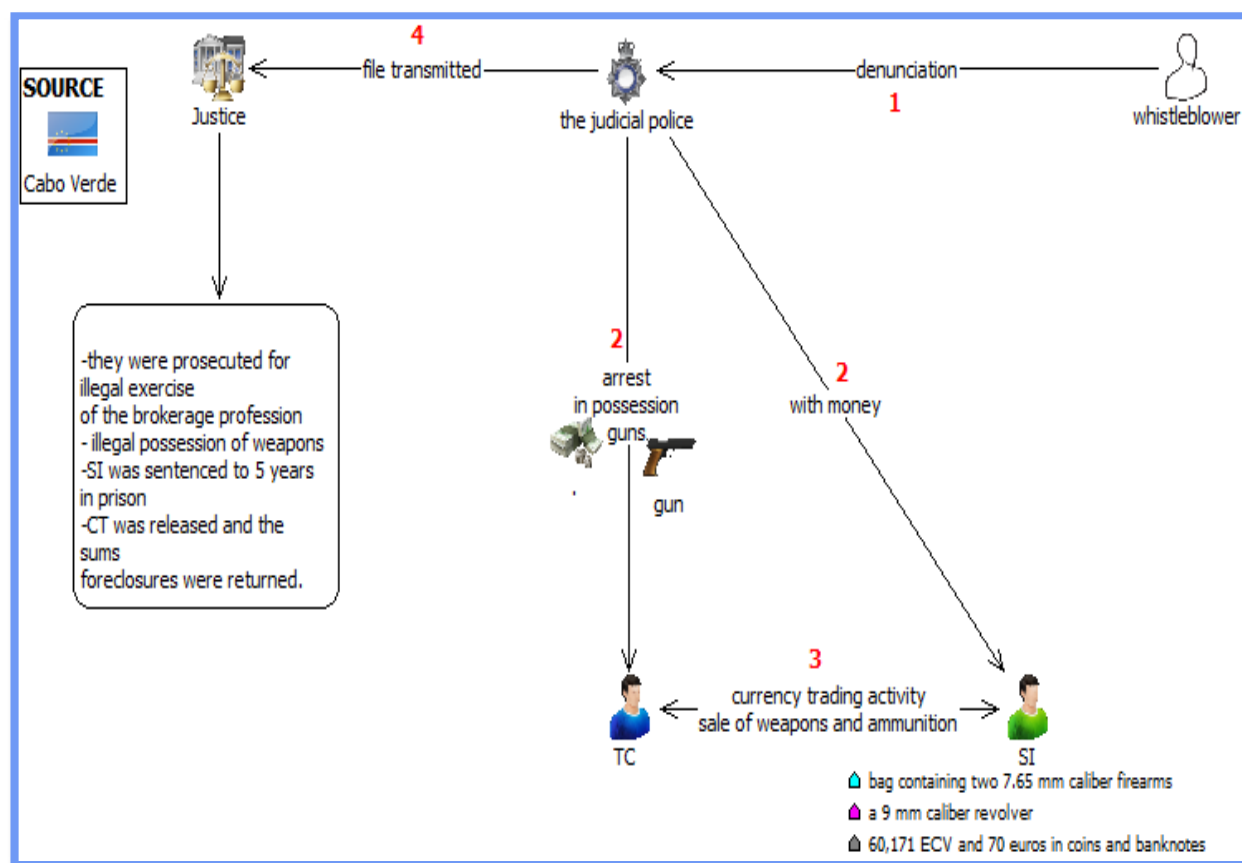 4
file transmitted
denunciation
1
SOURCE
Cabo Verde
Justice
the judicial police
whistleblower
-they were prosecuted for
illegal exercise
of the brokerage profession
- illegal possession of weapons
-SI was sentenced to 5 years
in prison
-CT was released and the
sums
foreclosures were returned.
2
arrest
in possession
guns
gun
2
with money
3
currency trading activity
sale of weapons and ammunition
TC
SI
bag containing two 7.65 mm caliber firearms
a 9 mm caliber revolver
60,171 ECV and 70 euros in coins and banknotes